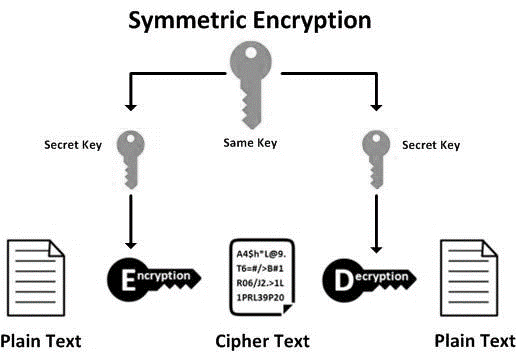 Symmetric Encryption
Secret Key
Same Key
Secret Key
Encryption
A4$h*L@9.
T6=#/>B#1
R06/J2.>1L
1PRL39P20
Decryption
Plain Text
Cipher Text
Plain Text